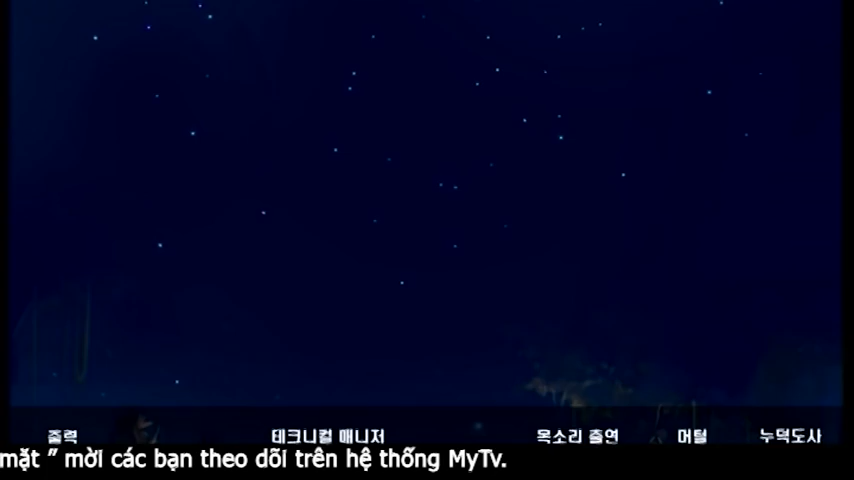 출력 테크니컬 매니저 목소리 출연 머털 누덕도사
mặt " mời các bạn theo dõi trên hệ thống MyTv.